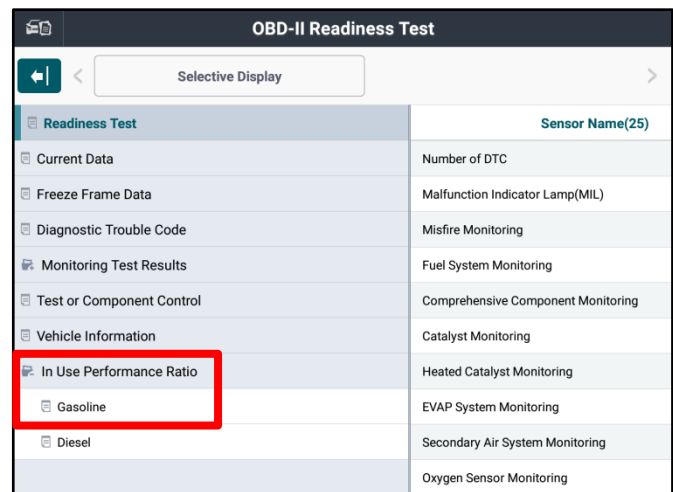 OBD-II Readiness Test
Selective Display
Readiness Test
Current Data
Freeze Frame Data
Diagnostic Trouble Code
Monitoring Test Results
Test or Component Control
Vehicle Information
In Use Performance Ratio
Gasoline
Diesel
Sensor Name(25)
Number of DTC
Malfunction Indicator Lamp(MIL)
Misfire Monitoring
Fuel System Monitoring
Comprehensive Component Monitoring
Catalyst Monitoring
Heated Catalyst Monitoring
EVAP System Monitoring
Secondary Air System Monitoring
Oxygen Sensor Monitoring